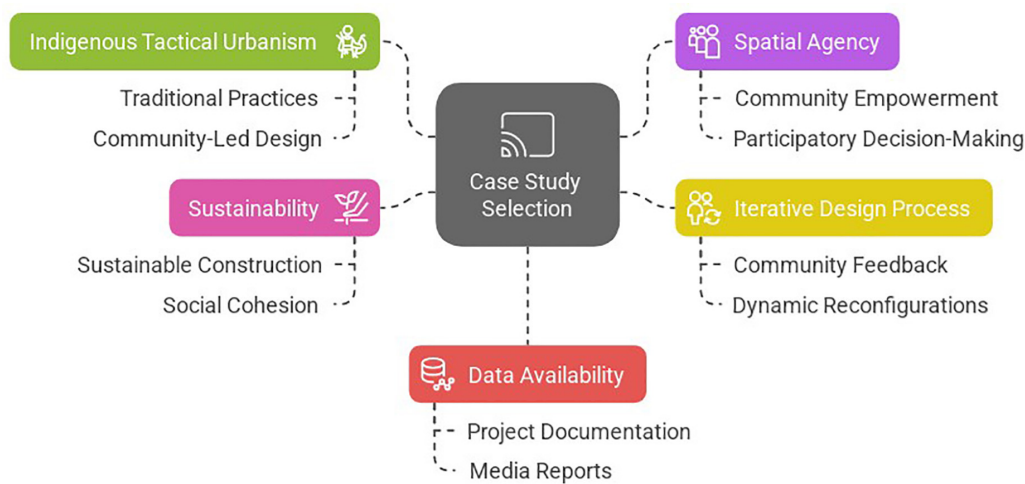 Indigenous Tactical Urbanism
Traditional Practices
Community-Led Design
Sustainability
Sustainable Construction
Social Cohesion
Case Study
Selection
Spatial Agency
Community Empowerment
Participatory Decision-Making
Iterative Design Process
Community Feedback
Dynamic Reconfigurations
Data Availability
Project Documentation
Media Reports